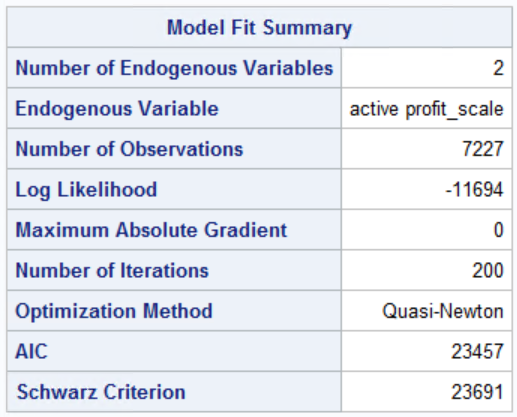 Model Fit Summary
Number of Endogenous Variables 2
Endogenous Variable active profit_scale
Number of Observations 7227
Log Likelihood -11694
Maximum Absolute Gradient 0
Number of Iterations 200
Optimization Method Quasi-Newton
AIC 23457
Schwarz Criterion 23691